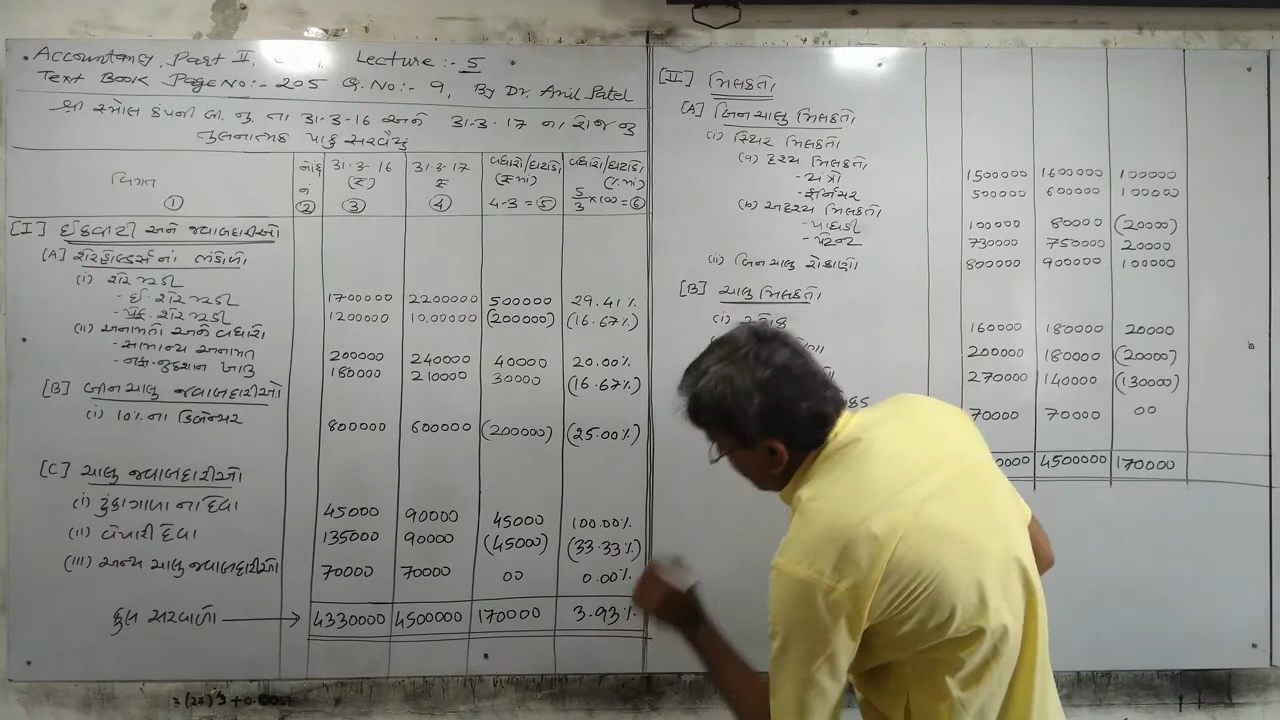 Accountancy, Part II, Lecture :- 5
Text Book Page No:- 205 Q. No:- 9, By Dr. Anil Patel
શ્રી સ્મોલ કંપની લિ. નું તા 31-3-16 અને 31-3-17 ના રોજનું
તુલનાત્મક પાકું સરવૈયું
વિગત ① નોંધ નં ② 31-3-16 (₹) ③ 31-3-17 ₹ ④ વધારો/ઘટાડો (₹ માં) 4-3 = ⑤ વધારો/ઘટાડો (% માં) 5/3 x 100 = ⑥
[I] ઈક્વિટી અને જવાબદારીઓ
[A] શેરહોલ્ડર્સનાં ભંડોળો
(i) શેરમૂડી
- ઈ. શેરમૂડી 1700000 2200000 500000 29.41%
- પ્રેફ. શેરમૂડી 1200000 10,00000 (200000) (16.67%)
(ii) અનામતો અને વધારો
- સામાન્ય અનામત 200000 240000 40000 20.00%
- નફા-નુકશાન ખાતુ 180000 210000 30000 (16.67%)
[B] બીન ચાલુ જવાબદારીઓ
(i) 10% ના ડિબેન્ચર 800000 600000 (200000) (25.00%)
[C] ચાલુ જવાબદારીઓ
(i) ટુંકાગાળા ના દેવા 45000 90000 45000 100.00%
(ii) વેપારી દેવા 135000 90000 (45000) (33.33%)
(iii) અન્ય ચાલુ જવાબદારીઓ 70000 70000 00 0.00%
કુલ સરવાળો → 4330000 4500000 170000 3.93%
[II] મિલકતો
[A] બિનચાલુ મિલકતો
(i) સ્થિર મિલકતો
(અ) દૃશ્ય મિલકતો
- યંત્રો 1500000 1600000 100000
- ફર્નિચર 500000 600000 100000
(બ) અદૃશ્ય મિલકતો
- પાઘડી 100000 80000 (20000)
- પેટન્ટ 730000 750000 20000
(ii) બિન ચાલુ રોકાણો 800000 900000 100000
[B] ચાલુ મિલકતો
(i) 160000 180000 20000
200000 180000 (20000)
270000 140000 (130000)
70000 70000 00
0000 4500000 170000